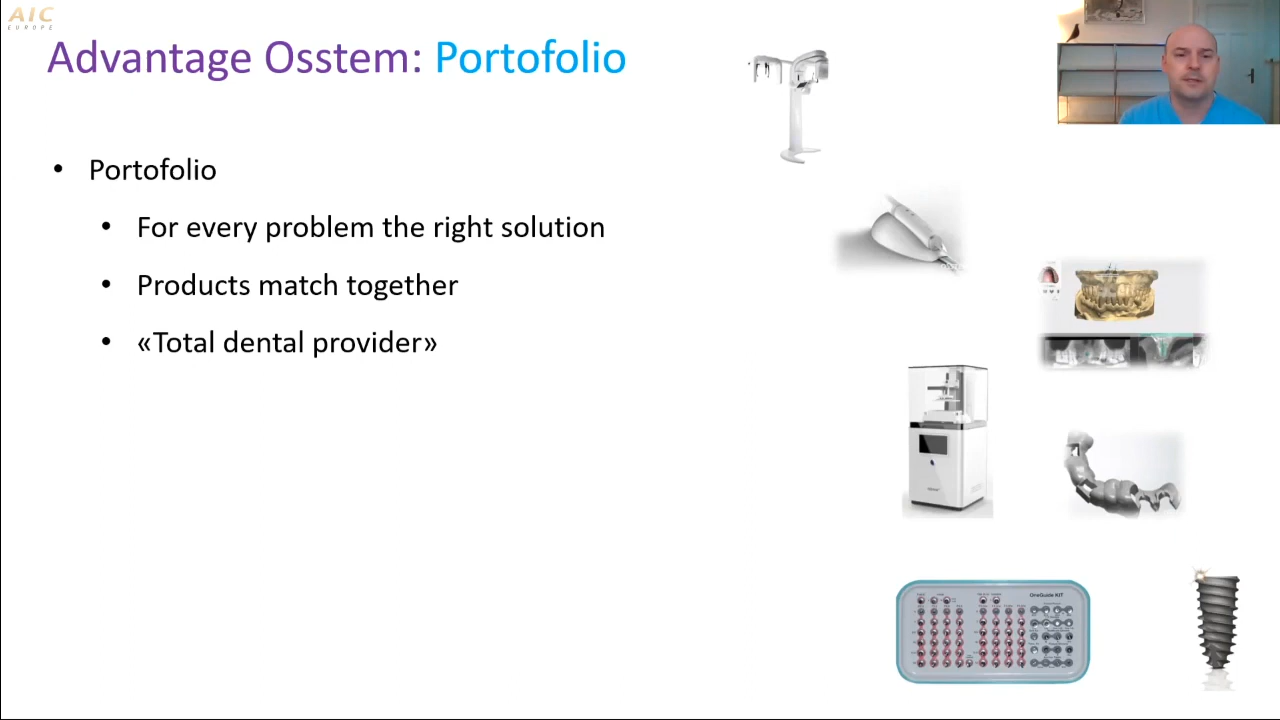 AIC
EUROPE
Advantage Osstem: Portofolio
• Portofolio
• For every problem the right solution
• Products match together
• «Total dental provider»
OneGuide KIT